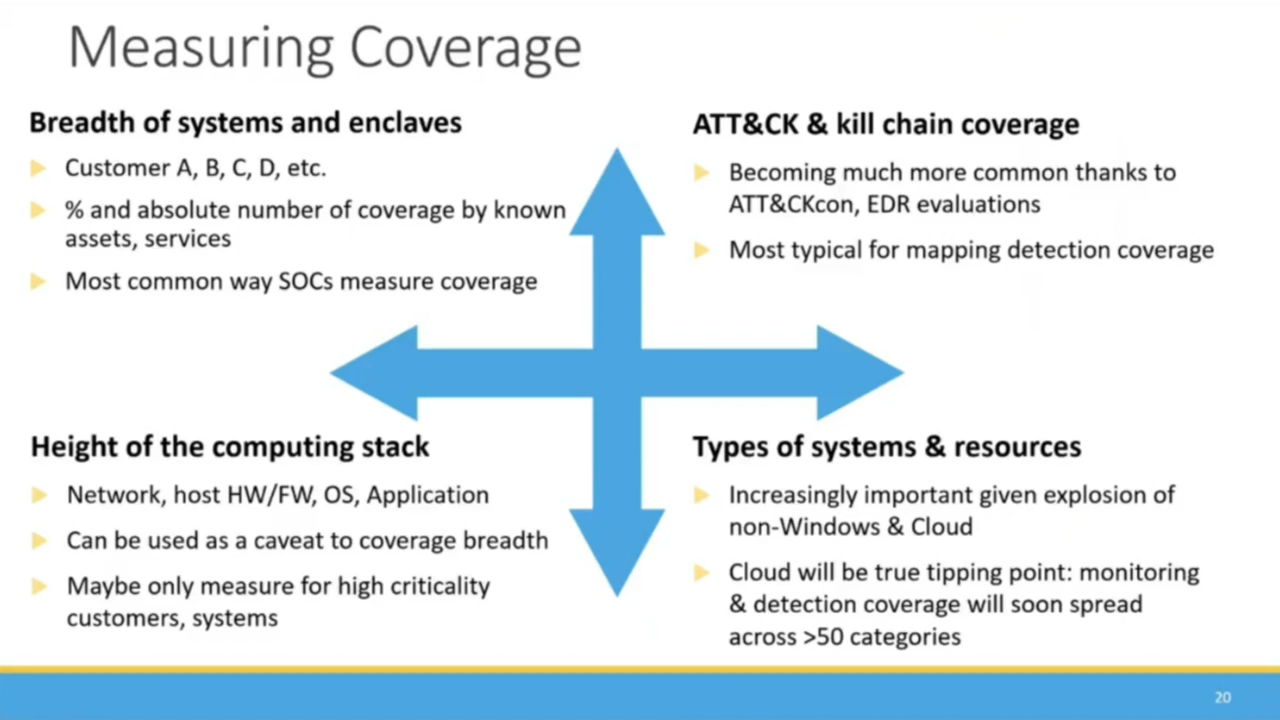 Measuring Coverage
Breadth of systems and enclaves
Customer A, B, C, D, etc.
% and absolute number of coverage by known
assets, services
Most common way SOCs measure coverage
ATT&CK & kill chain coverage
Becoming much more common thanks to
ATT&CKcon, EDR evaluations
Most typical for mapping detection coverage
Height of the computing stack
Network, host HW/FW, OS, Application
Can be used as a caveat to coverage breadth
Maybe only measure for high criticality
customers, systems
Types of systems & resources
Increasingly important given explosion of
non-Windows & Cloud
Cloud will be true tipping point: monitoring
& detection coverage will soon spread
across >50 categories
20